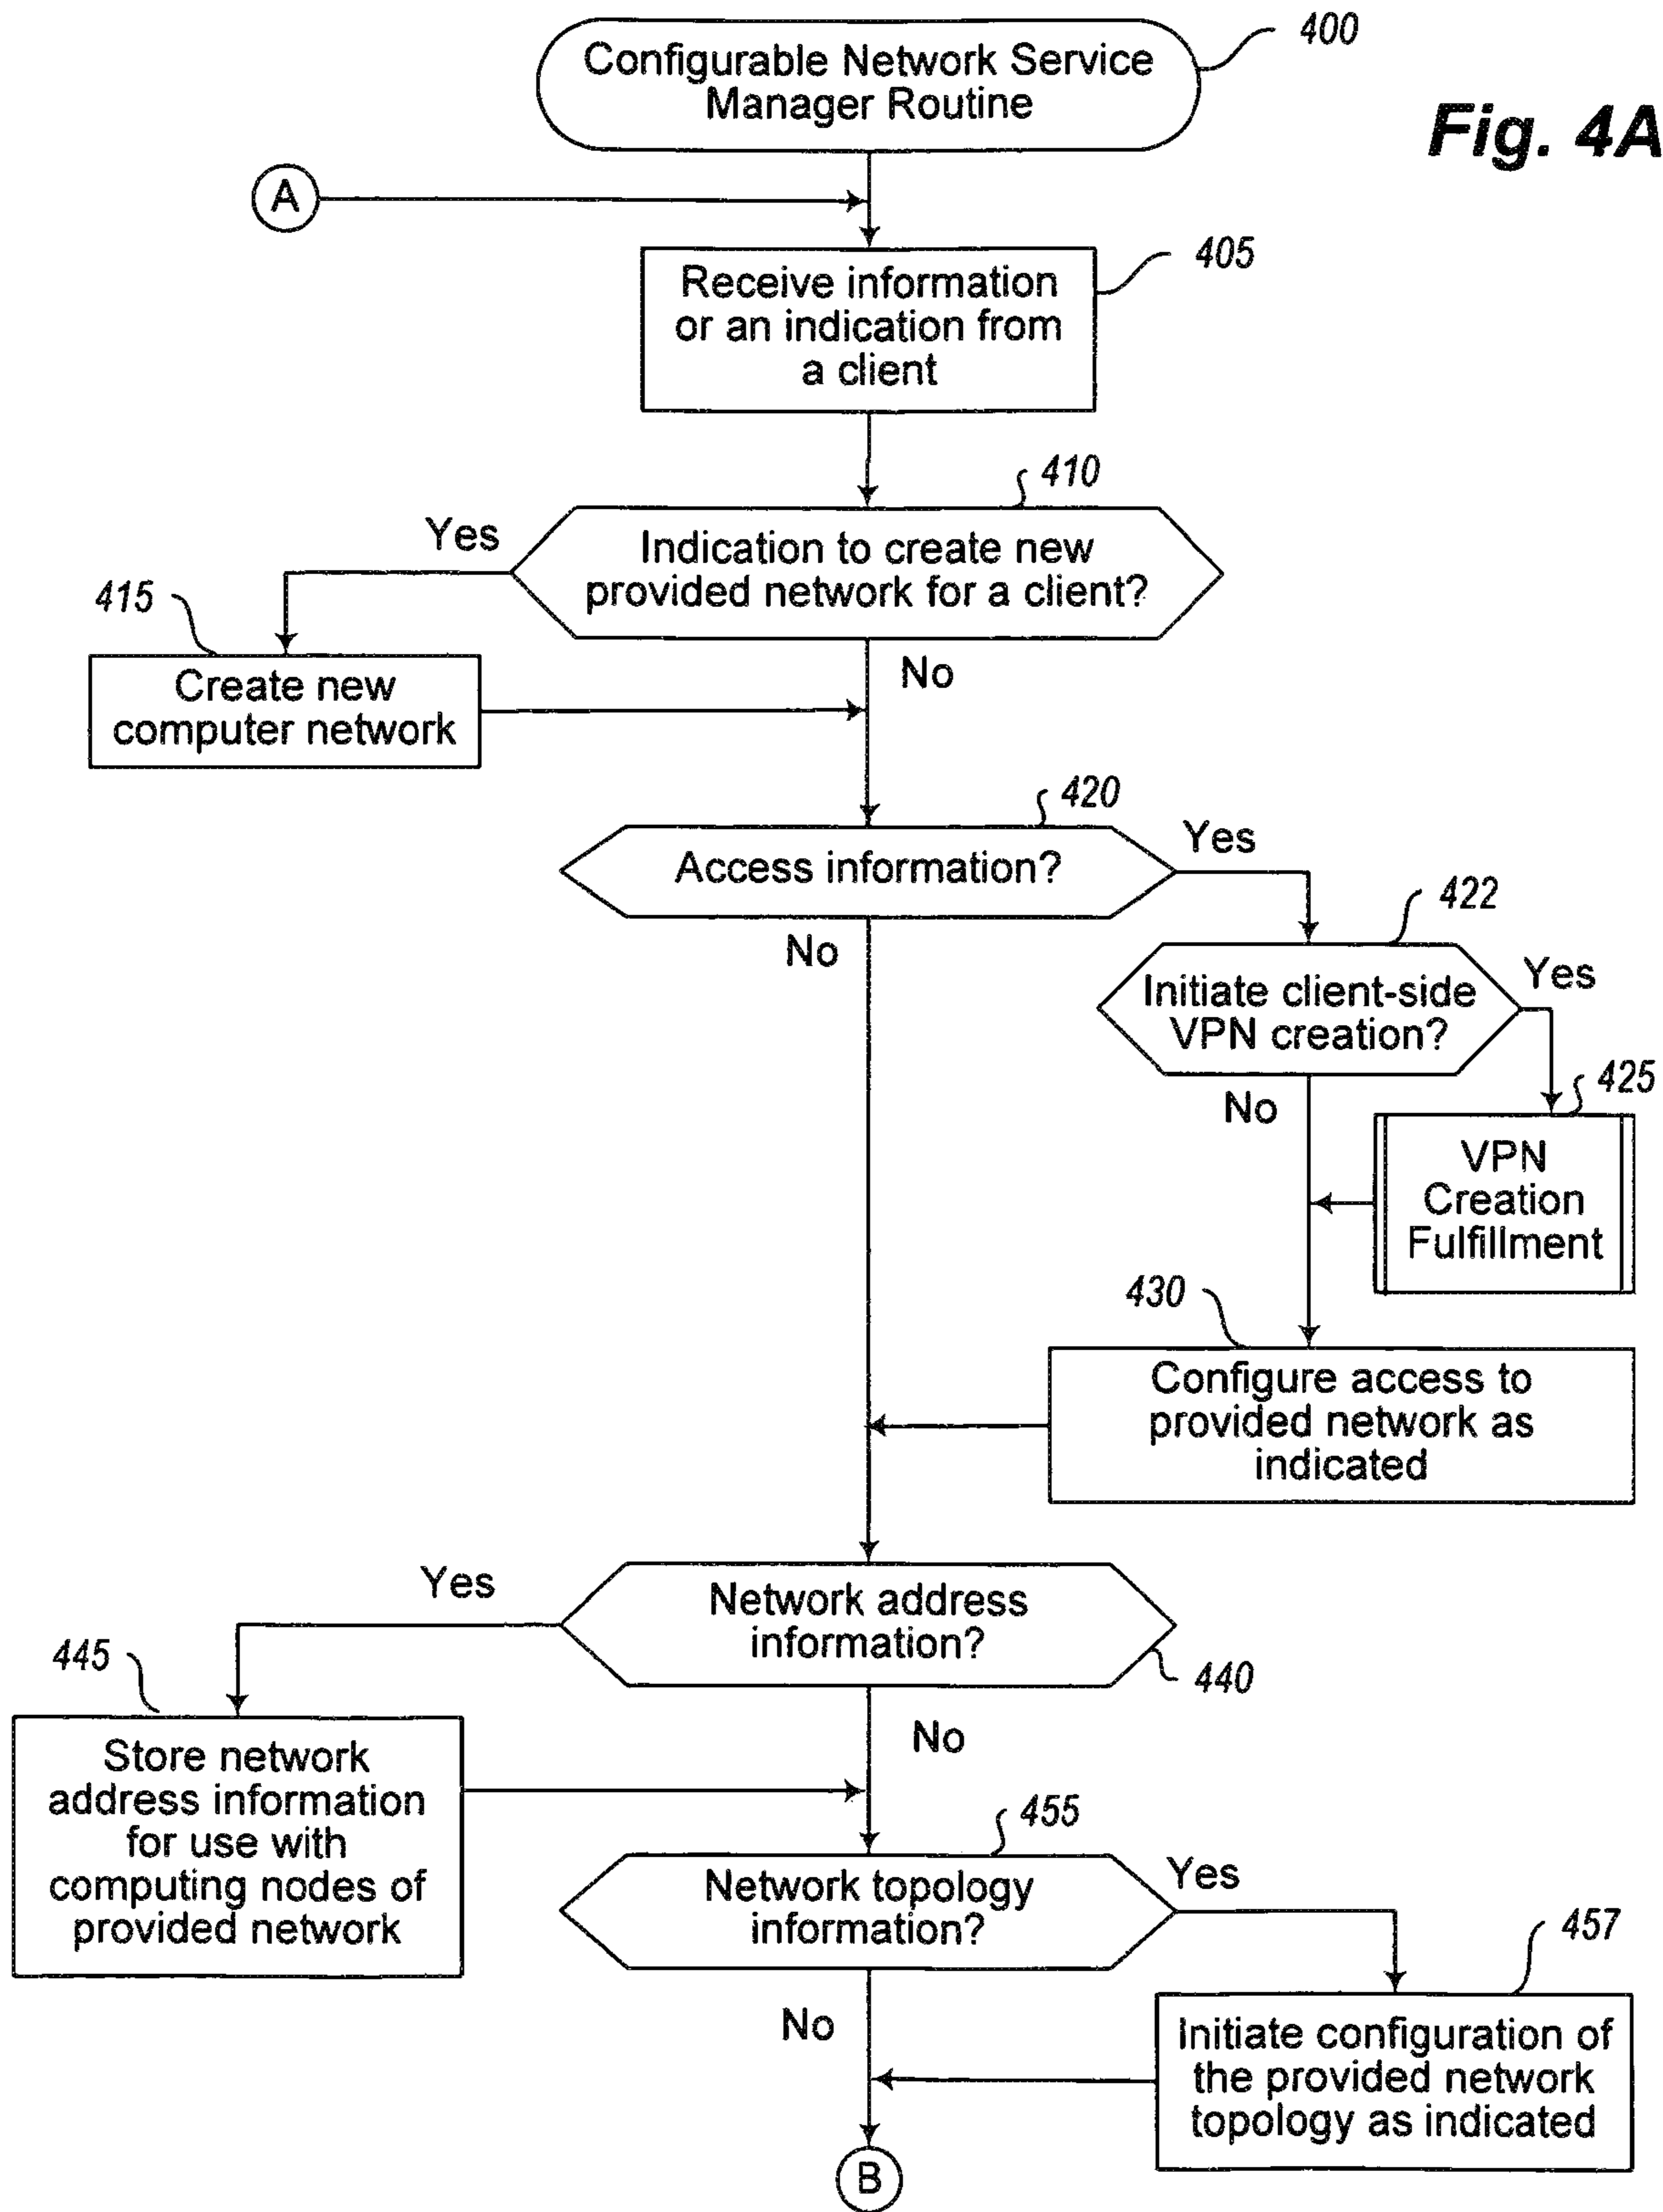 400
Configurable Network Service
Manager Routine
Fig. 4A
A
405
Receive information
or an indication from
a client
410
Yes
Indication to create new
provided network for a client?
415
No
Create new
computer network
420
Yes
Access information?
422
No
Yes
Initiate client-side
VPN creation?
425
No
VPN
Creation
Fulfillment
430
Configure access to
provided network as
indicated
Yes
Network address
information?
445
440
No
Store network
address information
for use with
computing nodes of
provided network
455
Yes
Network topology
information?
457
No
Initiate configuration of
the provided network
topology as indicated
B